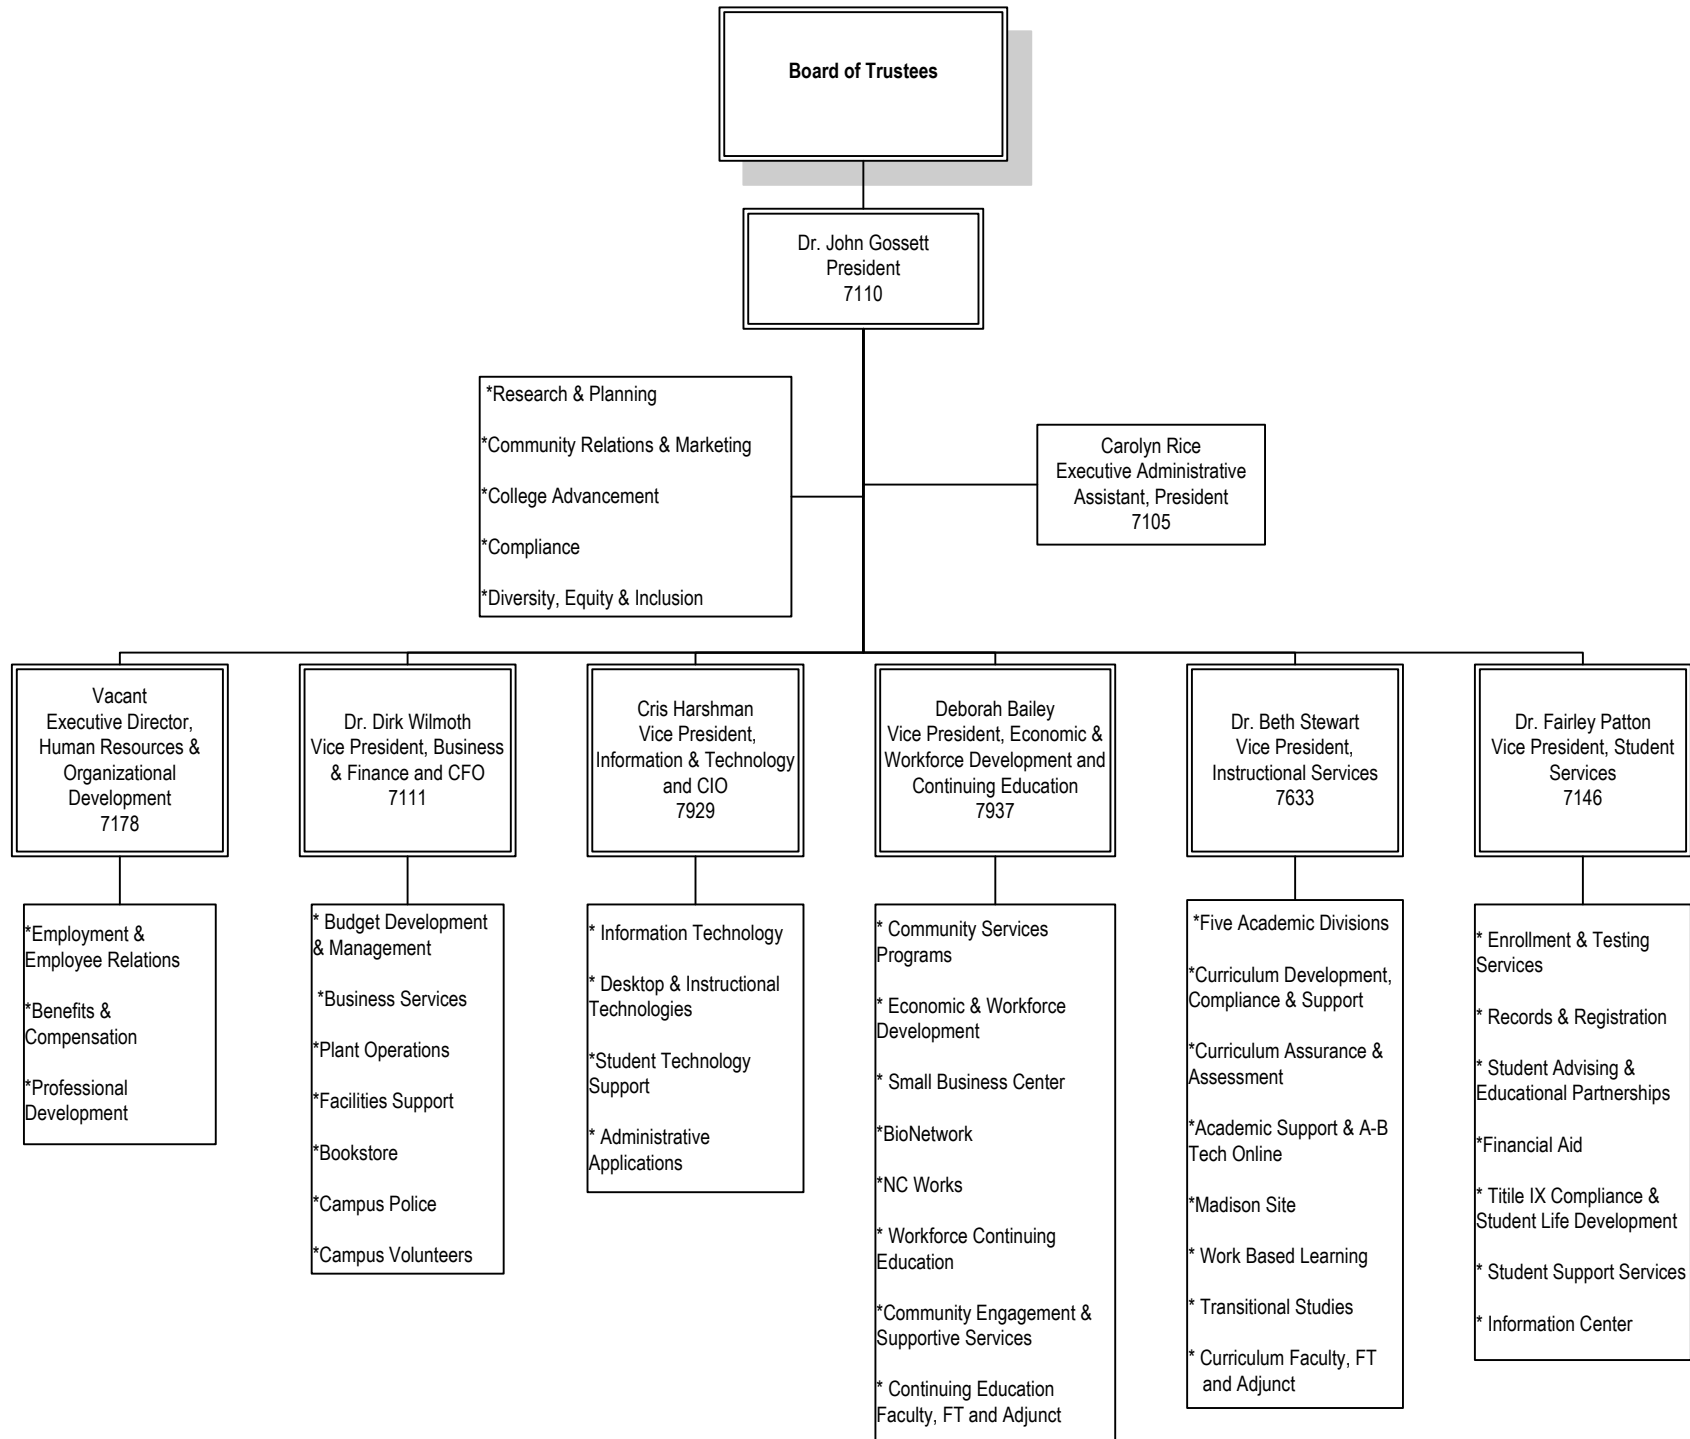 Board of Trustees
Dr. John Gossett
President
7110
*Research & Planning
*Community Relations & Marketing
*College Advancement
*Compliance
*Diversity, Equity & Inclusion
Carolyn Rice
Executive Administrative
Assistant, President
7105
Vacant
Executive Director,
Human Resources &
Organizational
Development
7178
Dr. Dirk Wilmoth
Vice President, Business
& Finance and CFO
7111
Cris Harshman
Vice President,
Information & Technology
and CIO
7929
Deborah Bailey
Vice President, Economic &
Workforce Development and
Continuing Education
7937
Dr. Beth Stewart
Vice President,
Instructional Services
7633
Dr. Fairley Patton
Vice President, Student
Services
7146
*Employment &
Employee Relations
*Benefits &
Compensation
*Professional
Development
* Budget Development
& Management
*Business Services
*Plant Operations
*Facilities Support
*Bookstore
*Campus Police
*Campus Volunteers
* Information Technology
* Desktop & Instructional
Technologies
*Student Technology
Support
* Administrative
Applications
* Community Services
Programs
* Economic & Workforce
Development
* Small Business Center
*BioNetwork
*NC Works
* Workforce Continuing
Education
*Community Engagement &
Supportive Services
* Continuing Education
Faculty, FT and Adjunct
*Five Academic Divisions
*Curriculum Development,
Compliance & Support
*Curriculum Assurance &
Assessment
*Academic Support & A-B
Tech Online
*Madison Site
* Work Based Learning
* Transitional Studies
* Curriculum Faculty, FT
and Adjunct
* Enrollment & Testing
Services
* Records & Registration
* Student Advising &
Educational Partnerships
*Financial Aid
* Titile IX Compliance &
Student Life Development
* Student Support Services
* Information Center